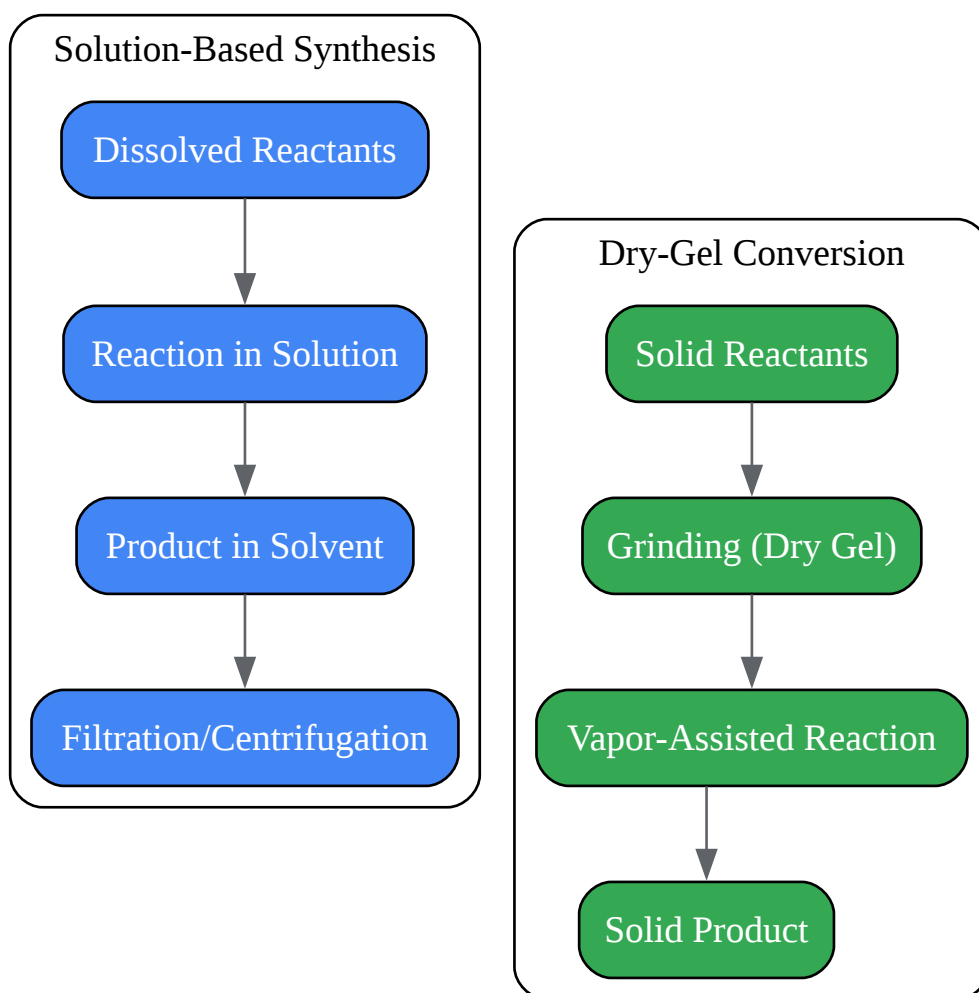 Solution-Based Synthesis
Dissolved Reactants
Reaction in Solution
Product in Solvent
Filtration/Centrifugation
Dry-Gel Conversion
Solid Reactants
Grinding (Dry Gel)
Vapor-Assisted Reaction
Solid Product